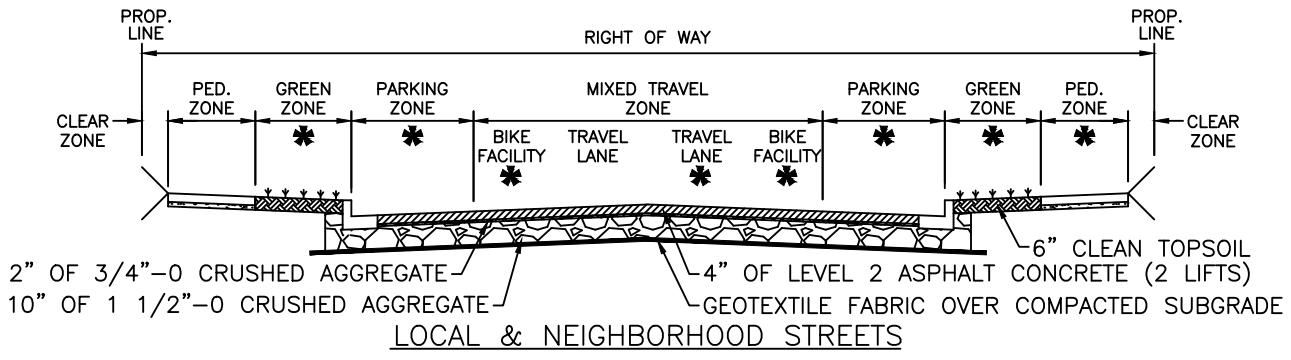 PROP.
LINE
PROP.
LINE
RIGHT OF WAY
PED.
ZONE
GREEN
ZONE
PARKING
ZONE
MIXED TRAVEL
ZONE
PARKING
ZONE
GREEN
ZONE
PED.
ZONE
CLEAR
ZONE
CLEAR
ZONE
BIKE
FACILITY
TRAVEL
LANE
TRAVEL
LANE
BIKE
FACILITY
6" CLEAN TOPSOIL
2" OF 3/4"-0 CRUSHED AGGREGATE
4" OF LEVEL 2 ASPHALT CONCRETE (2 LIFTS)
10" OF 1 1/2"-0 CRUSHED AGGREGATE
GEOTEXTILE FABRIC OVER COMPACTED SUBGRADE
LOCAL & NEIGHBORHOOD STREETS